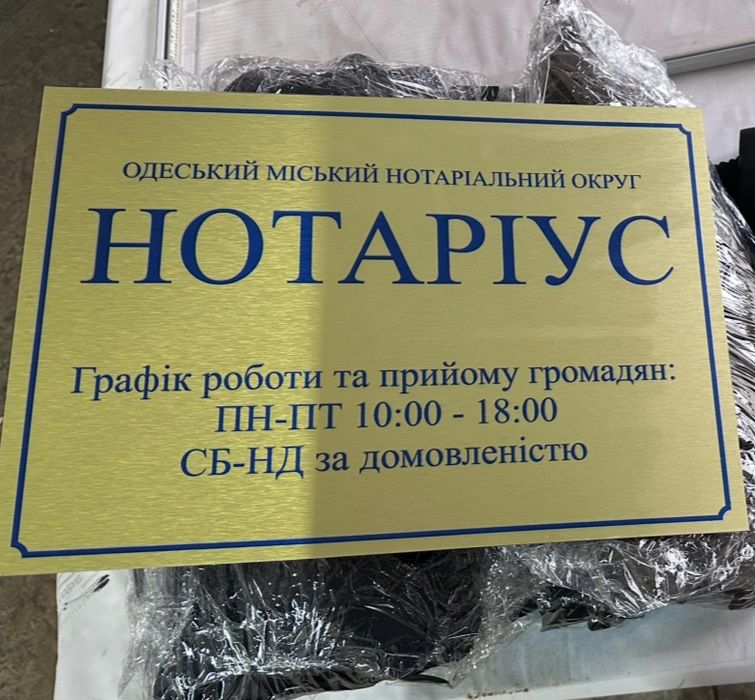 ОДЕСЬКИЙ МІСЬКИЙ НОТАРІАЛЬНИЙ ОКРУГ
НОТАРІУС
Графік роботи та прийому громадян:
ПН-ПТ 10:00 - 18:00
СБ-НД за домовленістю